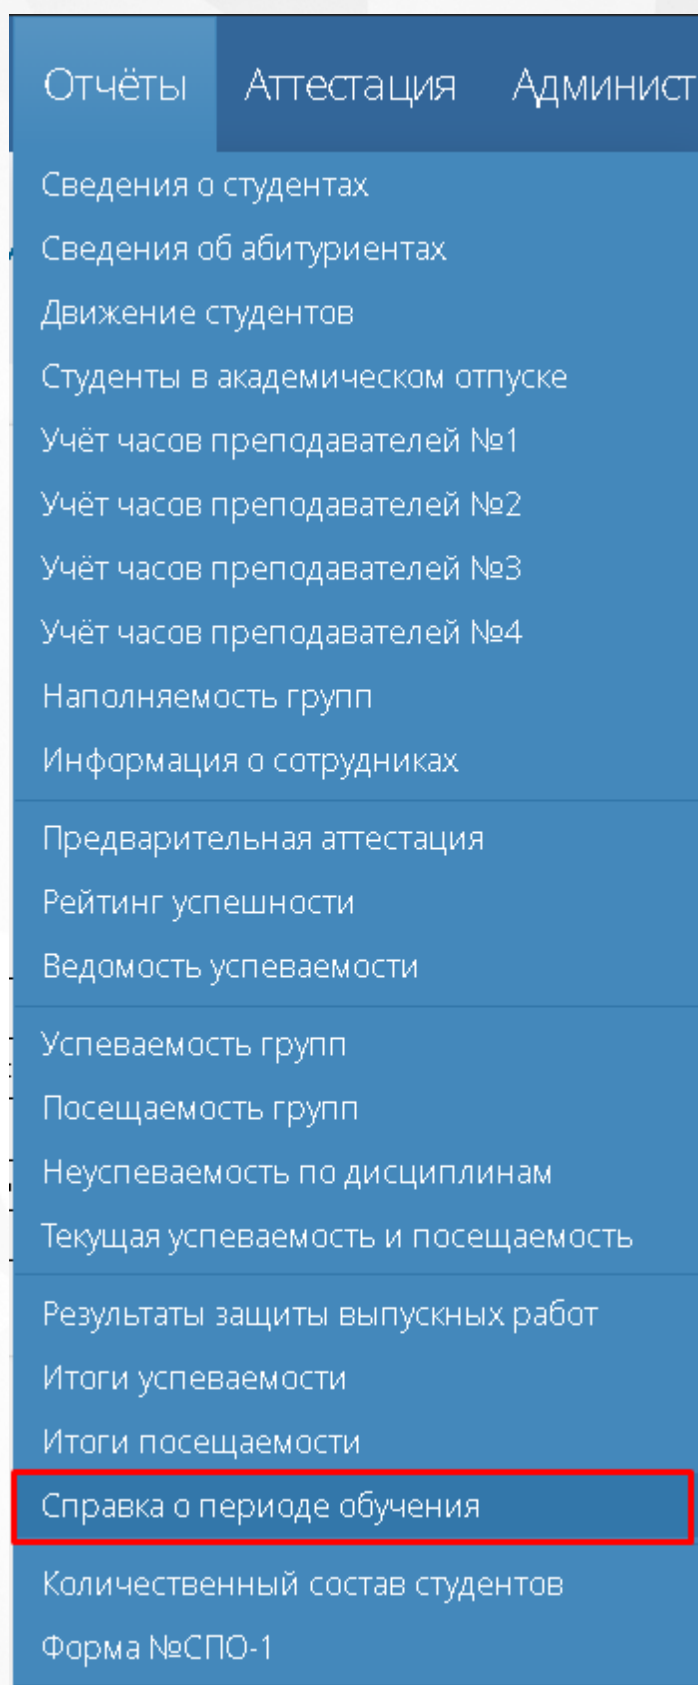 Отчёты Аттестация Админист
Сведения о студентах
Сведения об абитуриентах
Движение студентов
Студенты в академическом отпуске
Учёт часов преподавателей №1
Учёт часов преподавателей №2
Учёт часов преподавателей №3
Учёт часов преподавателей №4
Наполняемость групп
Информация о сотрудниках
Предварительная аттестация
Рейтинг успешности
Ведомость успеваемости
Успеваемость групп
Посещаемость групп
Неуспеваемость по дисциплинам
Текущая успеваемость и посещаемость
Результаты защиты выпускных работ
Итоги успеваемости
Итоги посещаемости
Справка о периоде обучения
Количественный состав студентов
Форма №СПО-1